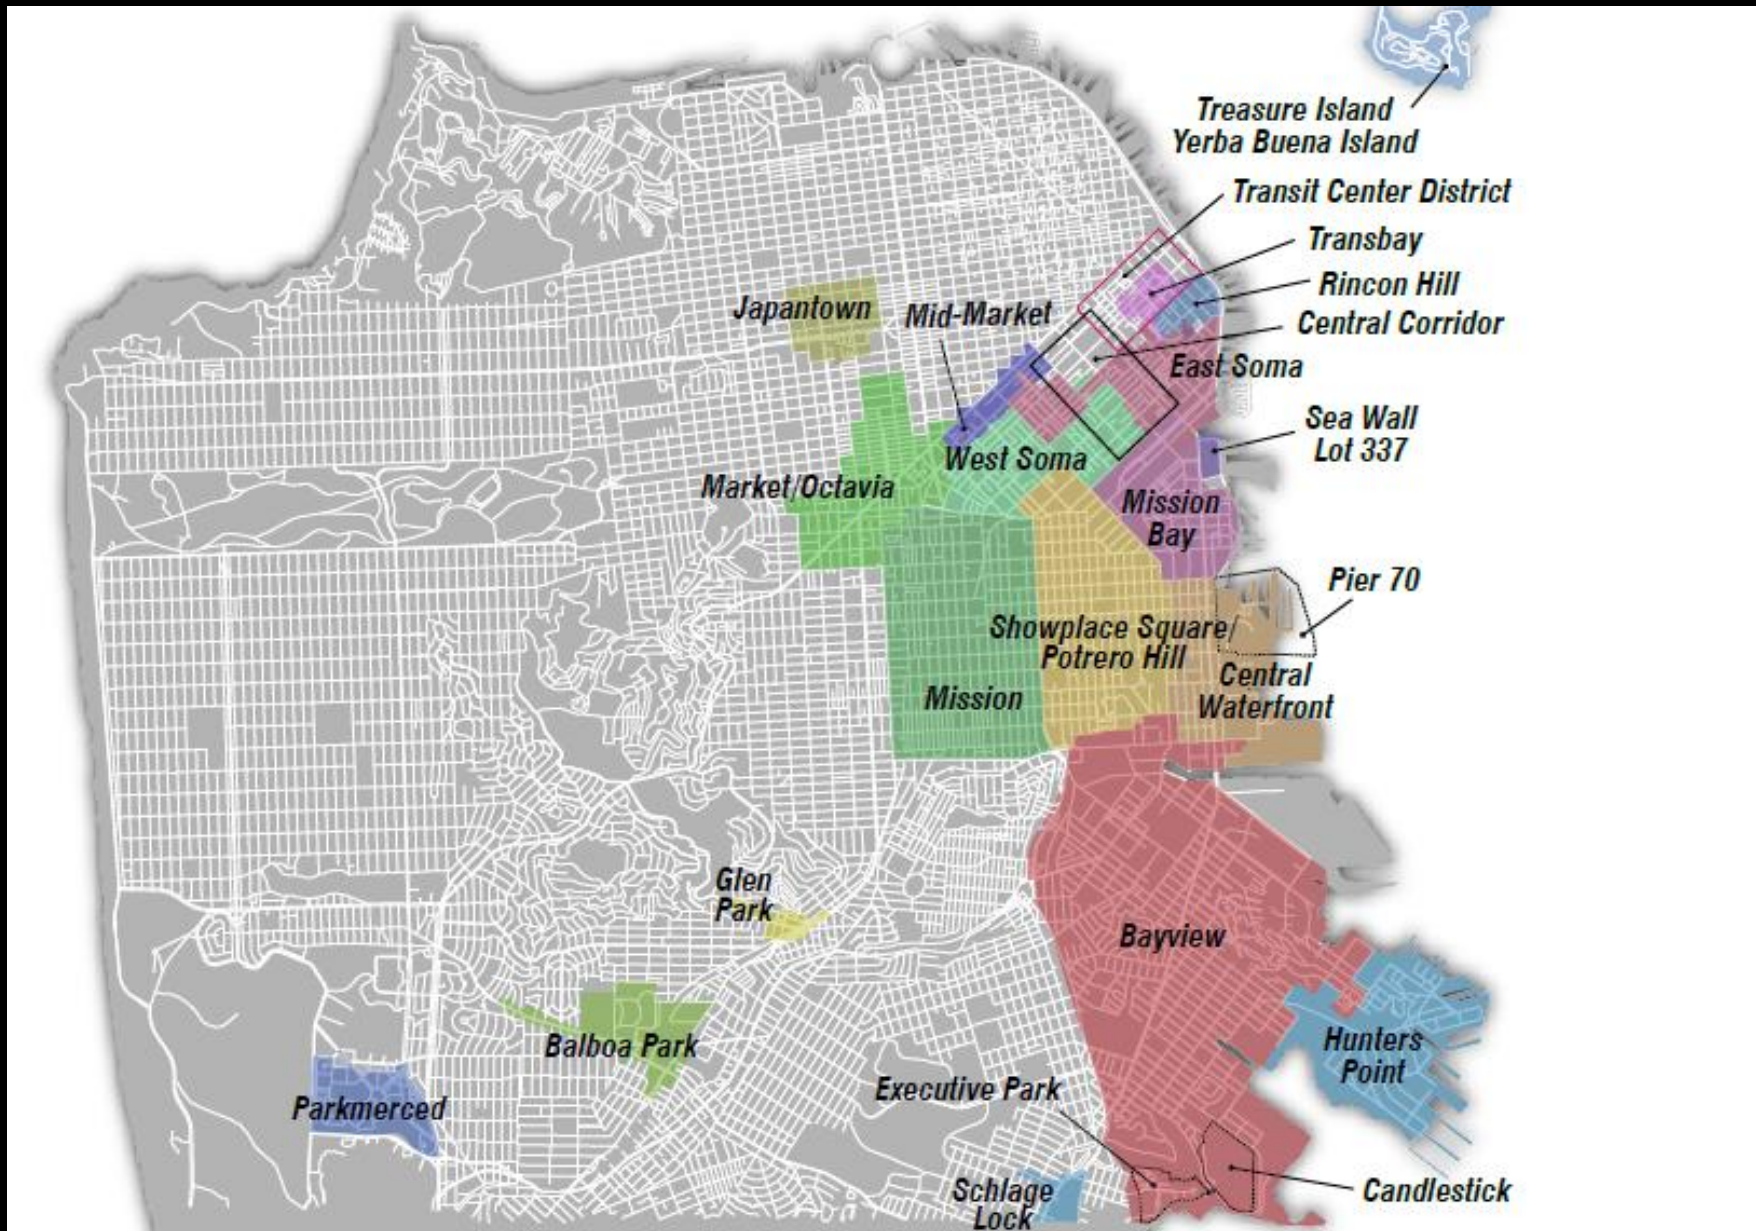 Treasure Island
Yerba Buena Island
Transit Center District
Transbay
Rincon Hill
Central Corridor
Japantown
Mid-Market
East Soma
Sea Wall
Lot 337
West Soma
Market/Octavia
Mission
Bay
Pier 70
Showplace Square/
Potrero Hill
Central
Waterfront
Mission
Glen
Park
Bayview
Balboa Park
Hunters
Point
Executive Park
Parkmerced
Schlage
Lock
Candlestick